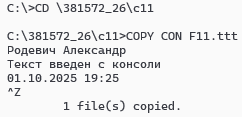 C:\>CD \381572_26\c11
C:\381572_26\c11>COPY CON F11.ttt
Родевич Александр
Текст введен с консоли
01.10.2025 19:25
^Z
1 file(s) copied.